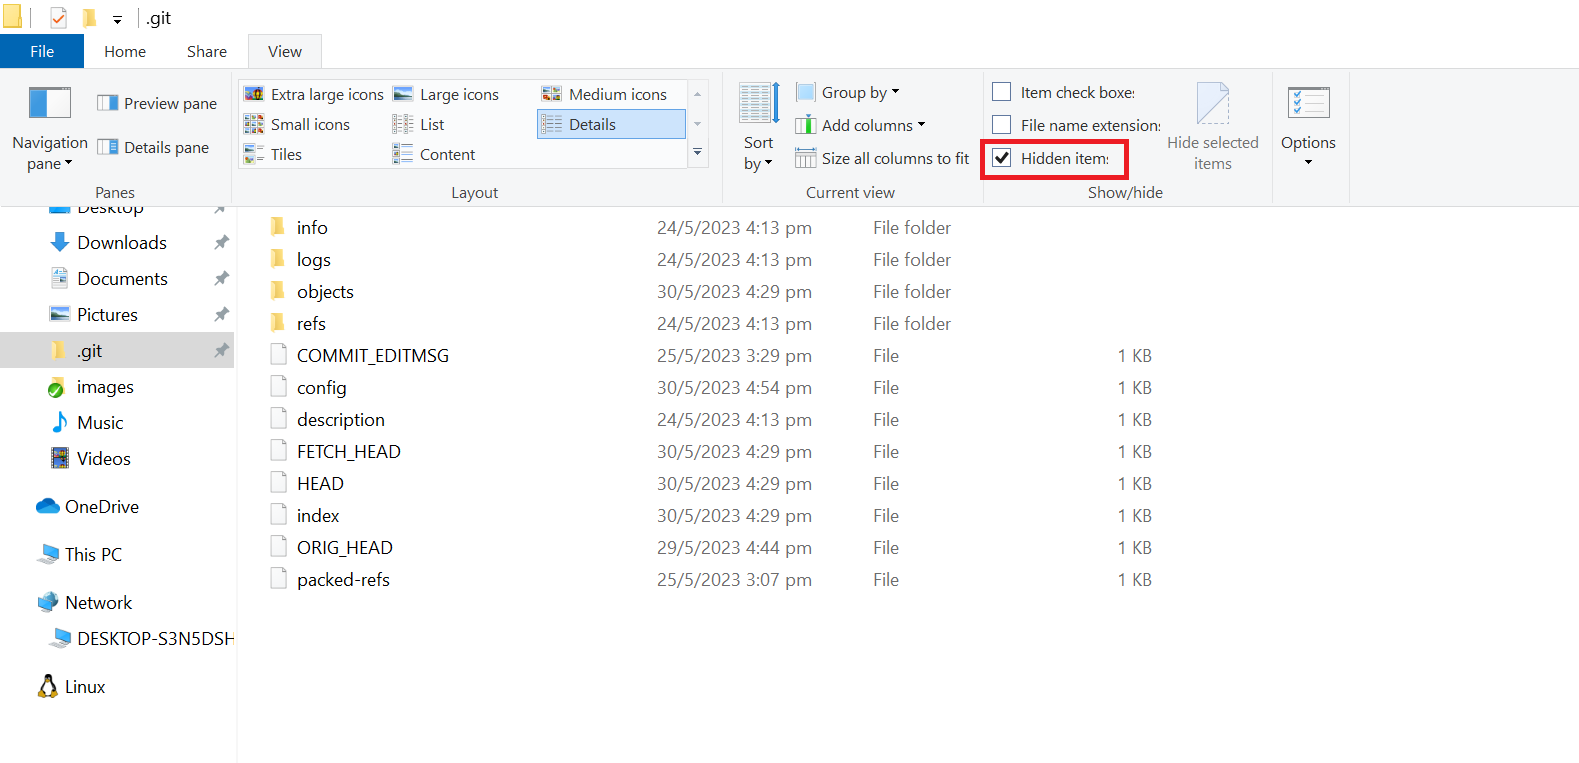 .git
File Home Share View
Navigation pane
Preview pane
Details pane
Panes
Extra large icons Large icons Medium icons
Small icons List Details
Tiles Content
Layout
Sort by
Group by
Add columns
Size all columns to fit
Current view
Item check boxes
File name extension
Hidden item
Show/hide
Hide selected items
Options
Desktop
Downloads
Documents
Pictures
.git
images
Music
Videos
OneDrive
This PC
Network
DESKTOP-S3N5DSH
Linux
info 24/5/2023 4:13 pm File folder
logs 24/5/2023 4:13 pm File folder
objects 30/5/2023 4:29 pm File folder
refs 24/5/2023 4:13 pm File folder
COMMIT_EDITMSG 25/5/2023 3:29 pm File 1 KB
config 30/5/2023 4:54 pm File 1 KB
description 24/5/2023 4:13 pm File 1 KB
FETCH_HEAD 30/5/2023 4:29 pm File 1 KB
HEAD 30/5/2023 4:29 pm File 1 KB
index 30/5/2023 4:29 pm File 1 KB
ORIG_HEAD 29/5/2023 4:44 pm File 1 KB
packed-refs 25/5/2023 3:07 pm File 1 KB